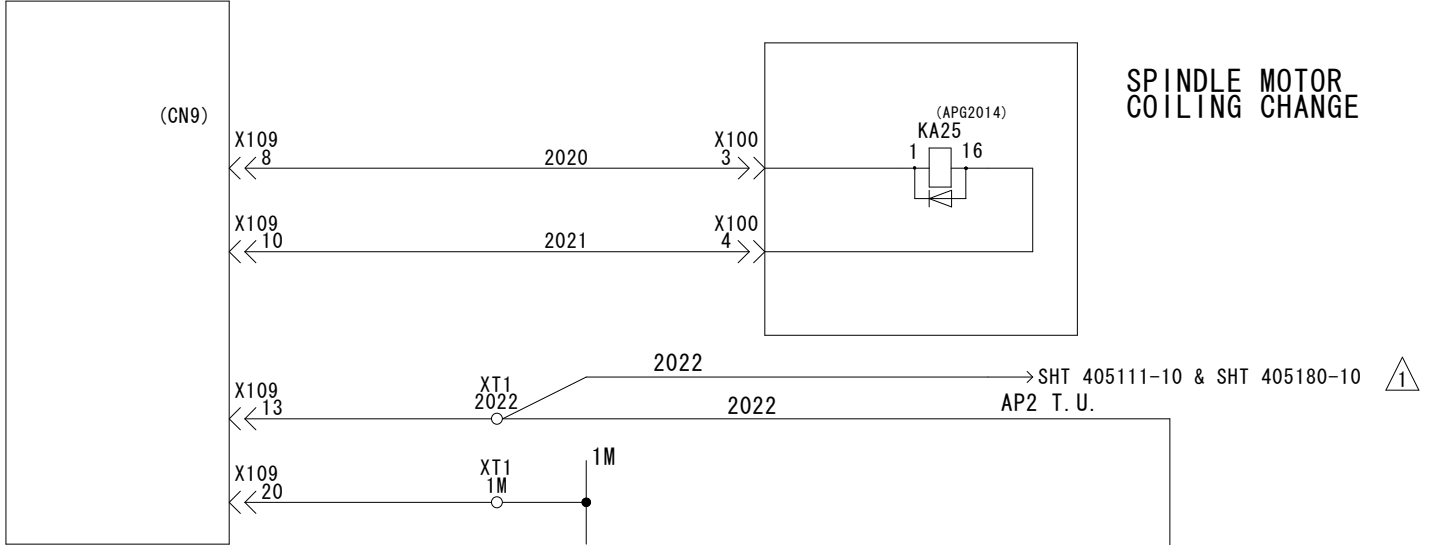 SPINDLE MOTOR
COILING CHANGE
(CN9)
(APG2014)
KA25
1 16
X109
8
2020
X100
3
X109
10
2021
X100
4
2022
SHT 405111-10 & SHT 405180-10
1
X109
13
XT1
2022
2022
AP2 T.U.
1M
X109
20
XT1
1M